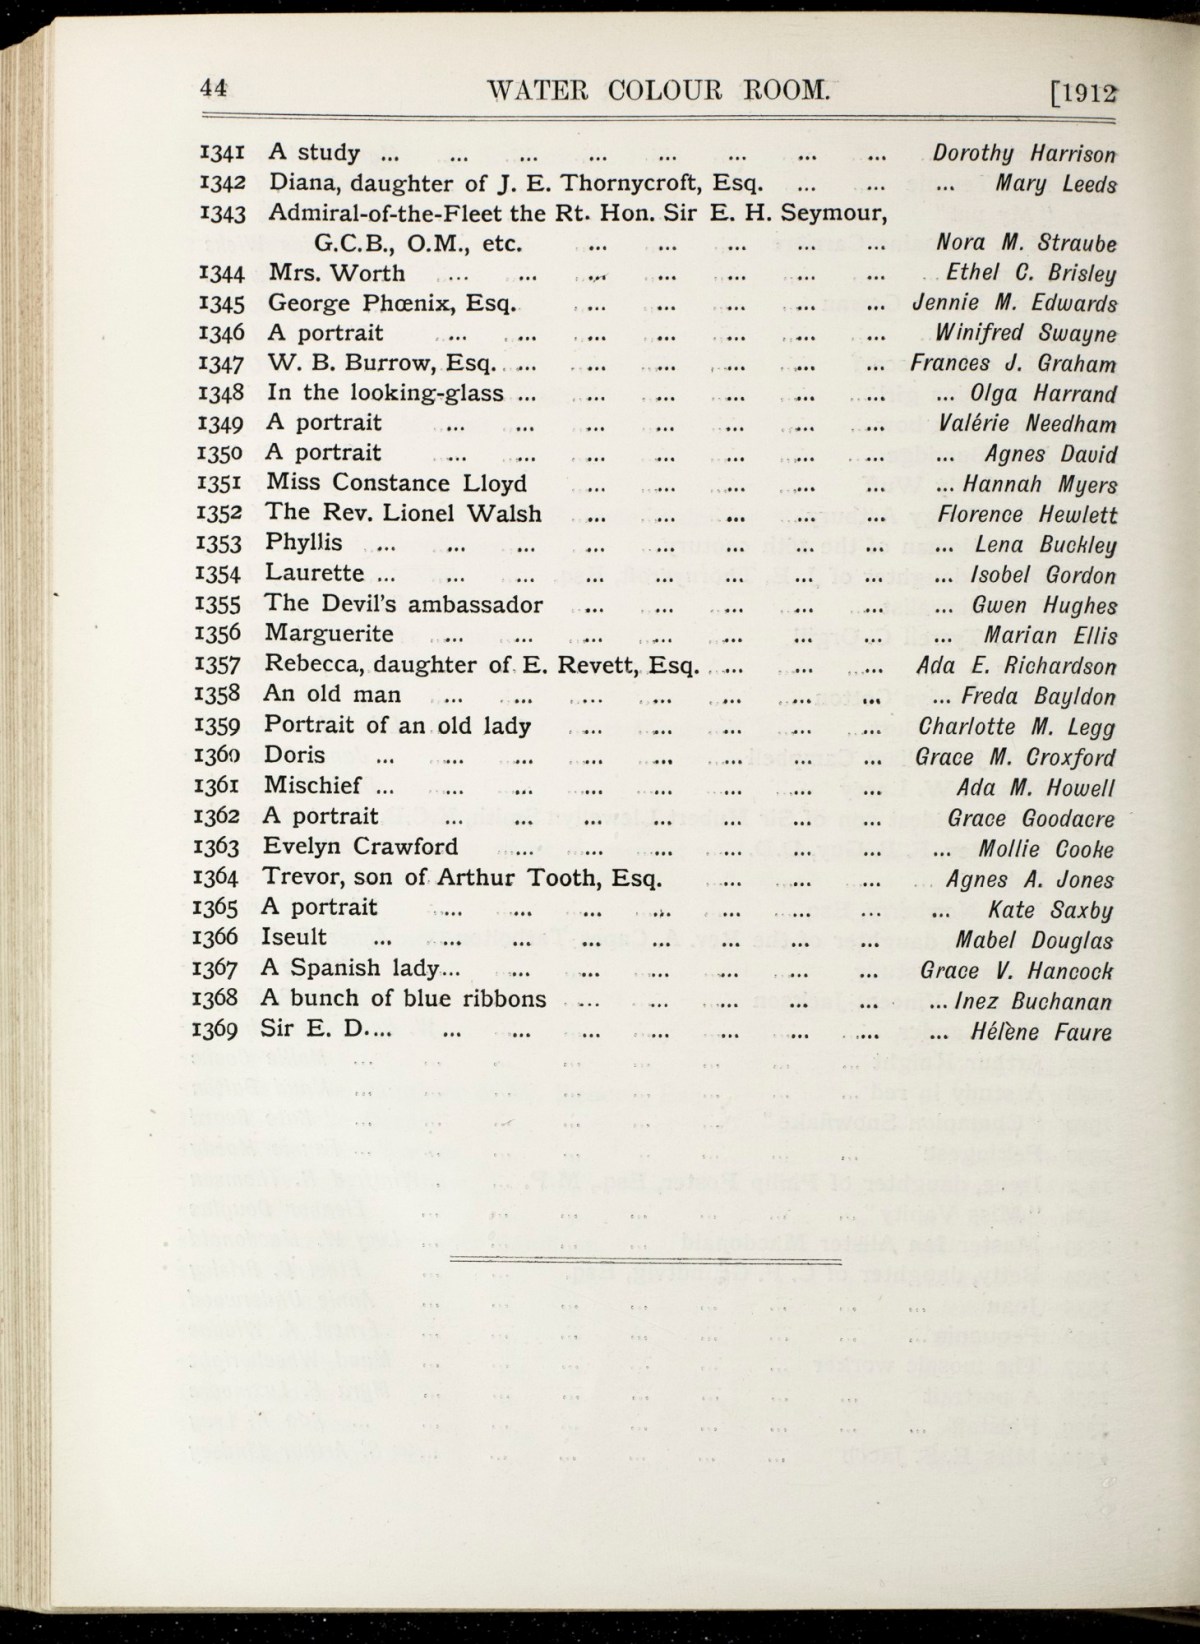 44 WATER COLOUR ROOM. [1912
1341 A study ... ... ... ... ... ... ... ... Dorothy Harrison
1342 Diana, daughter of J. E. Thornycroft, Esq. ... ... ... Mary Leeds
1343 Admiral-of-the-Fleet the Rt. Hon. Sir E. H. Seymour,
G.C.B., O.M., etc. ... ... ... ... ... Nora M. Straube
1344 Mrs. Worth ... ... ... ... ... ... ... Ethel C. Brisley
1345 George Phœnix, Esq. ... ... ... ... ... Jennie M. Edwards
1346 A portrait ... ... ... ... ... ... ... Winifred Swayne
1347 W. B. Burrow, Esq. ... ... ... ... ... ... Frances J. Graham
1348 In the looking-glass ... ... ... ... ... ... ... Olga Harrand
1349 A portrait ... ... ... ... ... ... ... Valérie Needham
1350 A portrait ... ... ... ... ... ... ... ... Agnes David
1351 Miss Constance Lloyd ... ... ... ... ... ... Hannah Myers
1352 The Rev. Lionel Walsh ... ... ... ... ... Florence Hewlett
1353 Phyllis ... ... ... ... ... ... ... ... ... Lena Buckley
1354 Laurette ... ... ... ... ... ... ... ... ... Isobel Gordon
1355 The Devil's ambassador ... ... ... ... ... ... Gwen Hughes
1356 Marguerite ... ... ... ... ... ... ... ... Marian Ellis
1357 Rebecca, daughter of E. Revett, Esq. ... ... ... Ada E. Richardson
1358 An old man ... ... ... ... ... ... ... ... Freda Bayldon
1359 Portrait of an old lady ... ... ... ... ... Charlotte M. Legg
1360 Doris ... ... ... ... ... ... ... ... Grace M. Croxford
1361 Mischief ... ... ... ... ... ... ... ... Ada M. Howell
1362 A portrait ... ... ... ... ... ... ... Grace Goodacre
1363 Evelyn Crawford ... ... ... ... ... ... ... Mollie Cooke
1364 Trevor, son of Arthur Tooth, Esq. ... ... ... Agnes A. Jones
1365 A portrait ... ... ... ... ... ... ... ... Kate Saxby
1366 Iseult ... ... ... ... ... ... ... ... Mabel Douglas
1367 A Spanish lady... ... ... ... ... ... ... Grace V. Hancock
1368 A bunch of blue ribbons ... ... ... ... ... ... Inez Buchanan
1369 Sir E. D.... ... ... ... ... ... ... ... ... Hélène Faure